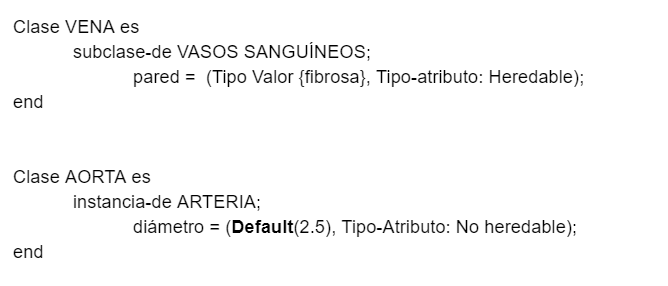 Clase VENA es
subclase-de VASOS SANGUÍNEOS;
pared =  (Tipo Valor {fibrosa}, Tipo-atributo: Heredable);
end
Clase AORTA es
instancia-de ARTERIA;
diámetro = (Default(2.5), Tipo-Atributo: No heredable);
end